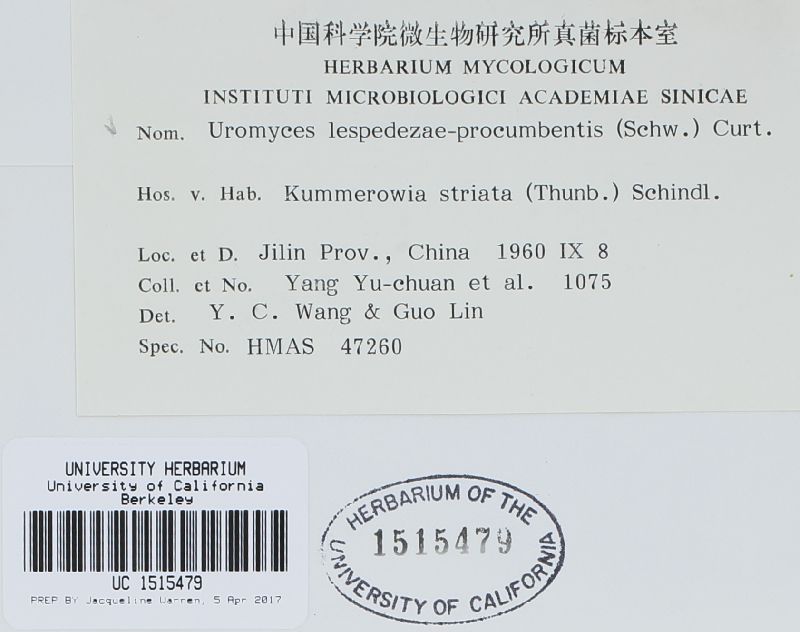 中国科学院微生物研究所真菌标本室
HERBARIUM MYCOLOGICUM
INSTITUTI MICROBIOLOGICI ACADEMIAE SINICAE
Nom. Uromyces lespedezae-procumbentis (Schw.) Curt.
Hos. v. Hab. Kummerowia striata (Thunb.) Schindl.
Loc. et D. Jilin Prov., China 1960 IX 8
Coll. et No. Yang Yu-chuan et al. 1075
Det. Y. C. Wang & Guo Lin
Spec. No. HMAS 47260
UNIVERSITY HERBARIUM
University of California
Berkeley
UC 1515479
PREP BY Jacqueline Warren, 5 Apr 2017
HERBARIUM OF THE
1515479
UNIVERSITY OF CALIFORNIA